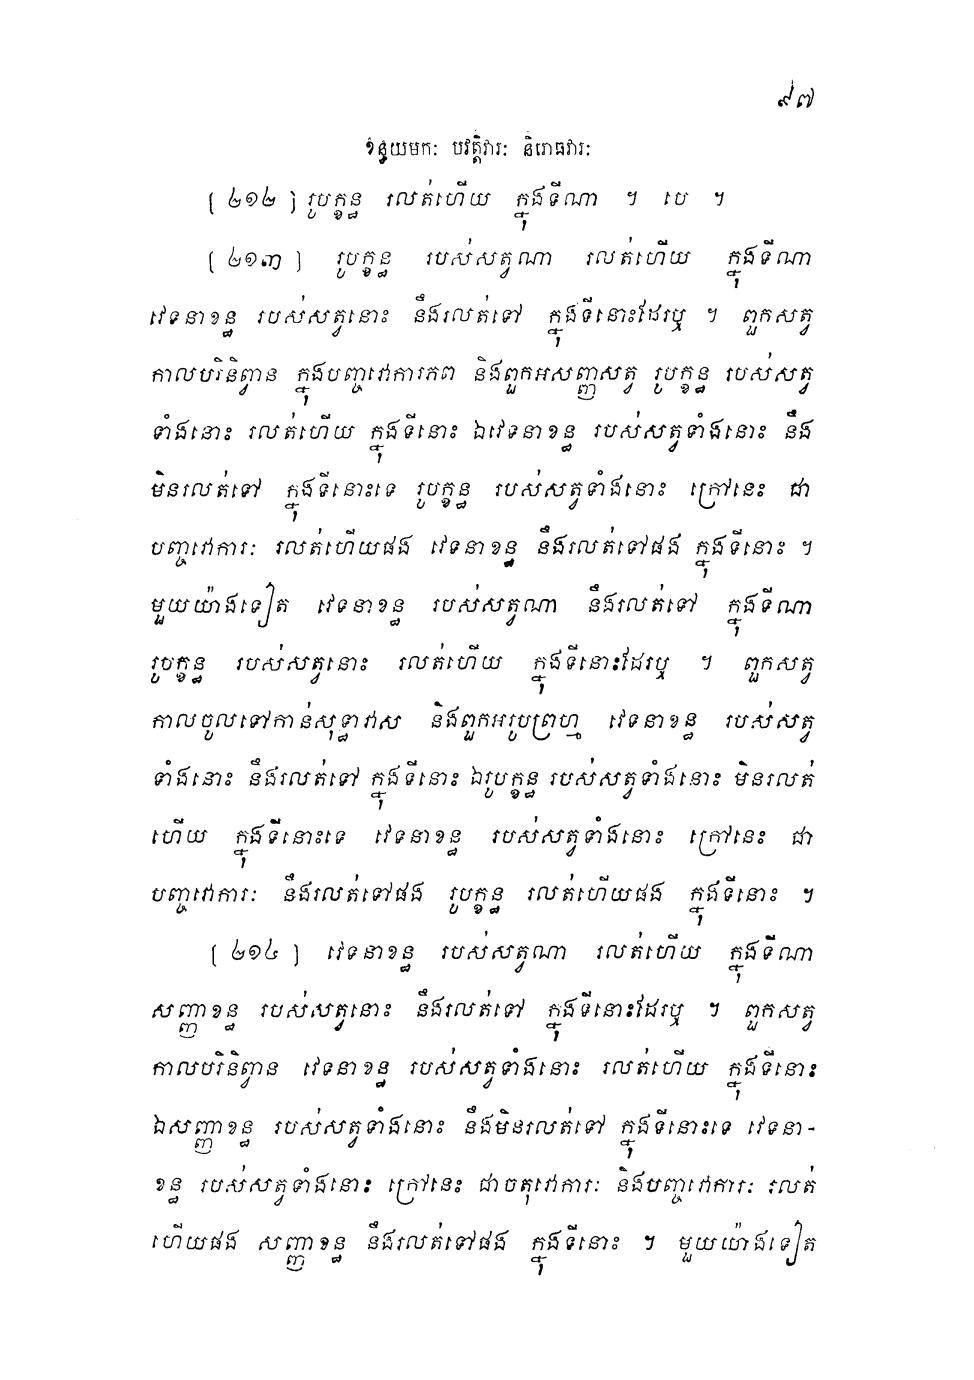 ៩៧
ខន្ធយមកៈ បវត្តិវារៈ និរោធវារៈ
[ ២១២ ] រូបក្ខន្ធ រលត់ហើយ ក្នុងទីណា ។ បេ ។
[ ២១៣ ] រូបក្ខន្ធ របស់សត្វណា រលត់ហើយ ក្នុងទីណា
វេទនាខន្ធ របស់សត្វនោះ នឹងរលត់ទៅ ក្នុងទីនោះដែរឬ ។ ពួកសត្វ
កាលបរិនិព្វាន ក្នុងបញ្ចវោការភព និងពួកអសញ្ញសត្វ រូបក្ខន្ធ របស់សត្វ
ទាំងនោះ រលត់ហើយ ក្នុងទីនោះ ឯវេទនាខន្ធ របស់សត្វទាំងនោះ នឹង
មិនរលត់ទៅ ក្នុងទីនោះទេ រូបក្ខន្ធ របស់សត្វទាំងនោះ ក្រៅនេះ ជា
បញ្ចវោការៈ រលត់ហើយផង វេទនាខន្ធ នឹងរលត់ទៅផង ក្នុងទីនោះ ។
មួយយ៉ាងទៀត វេទនាខន្ធ របស់សត្វណា នឹងរលត់ទៅ ក្នុងទីណា
រូបក្ខន្ធ របស់សត្វនោះ រលត់ហើយ ក្នុងទីនោះដែរឬ ។ ពួកសត្វ
កាលចូលទៅកាន់សុទ្ធាវាស និងពួកអរូបព្រហ្ម វេទនាខន្ធ របស់សត្វ
ទាំងនោះ នឹងរលត់ទៅ ក្នុងទីនោះ ឯរូបក្ខន្ធ របស់សត្វទាំងនោះ មិនរលត់
ហើយ ក្នុងទីនោះទេ វេទនាខន្ធ របស់សត្វទាំងនោះ ក្រៅនេះ ជា
បញ្ចវោការៈ នឹងរលត់ទៅផង រូបក្ខន្ធ រលត់ហើយផង ក្នុងទីនោះ ។
[ ២១៤ ] វេទនាខន្ធ របស់សត្វណា រលត់ហើយ ក្នុងទីណា
សញ្ញាខន្ធ របស់សត្វនោះ នឹងរលត់ទៅ ក្នុងទីនោះដែរឬ ។ ពួកសត្វ
កាលបរិនិព្វាន វេទនាខន្ធ របស់សត្វទាំងនោះ រលត់ហើយ ក្នុងទីនោះ
ឯសញ្ញាខន្ធ របស់សត្វទាំងនោះ នឹងមិនរលត់ទៅ ក្នុងទីនោះទេ វេទនា-
ខន្ធ របស់សត្វទាំងនោះ ក្រៅនេះ ជាចតុវោការៈ និងបញ្ចវោការៈ រលត់
ហើយផង សញ្ញាខន្ធ នឹងរលត់ទៅផង ក្នុងទីនោះ ។ មួយយ៉ាងទៀត